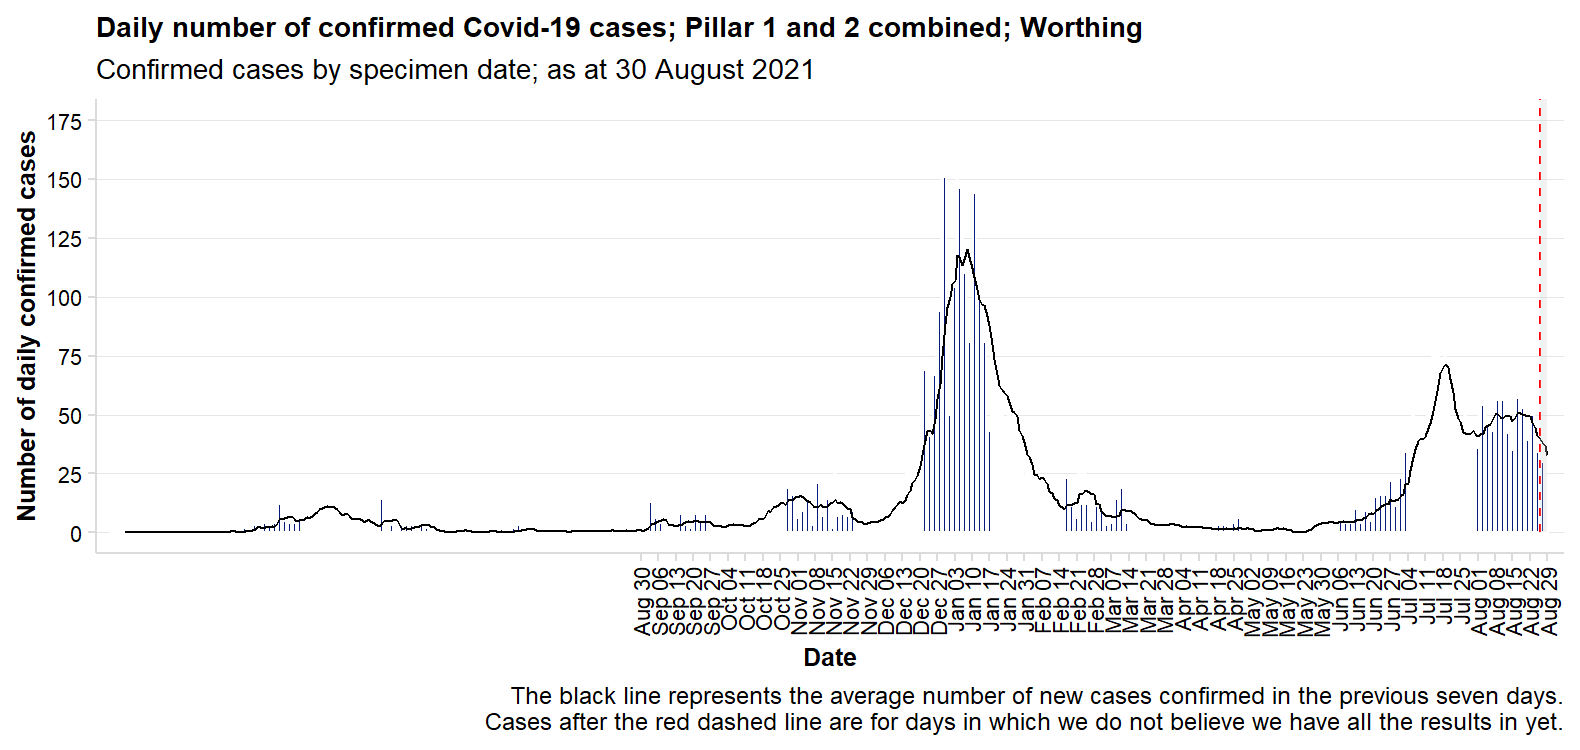 Daily number of confirmed Covid-19 cases; Pillar 1 and 2 combined; Worthing
Confirmed cases by specimen date; as at 30 August 2021
Number of daily confirmed cases
175
150
125
100
75
50
25
0
Aug 30
Sep 06
Sep 13
Sep 20
Sep 27
Oct 04
Oct 11
Oct 18
Oct 25
Nov 01
Nov 08
Nov 15
Nov 22
Nov 29
Dec 06
Dec 13
Dec 20
Dec 27
Jan 03
Jan 10
Jan 17
Jan 24
Jan 31
Feb 07
Feb 14
Feb 21
Feb 28
Mar 07
Mar 14
Mar 21
Mar 28
Apr 04
Apr 11
Apr 18
Apr 25
May 02
May 09
May 16
May 23
May 30
Jun 06
Jun 13
Jun 20
Jun 27
Jul 04
Jul 11
Jul 18
Jul 25
Aug 01
Aug 08
Aug 15
Aug 22
Aug 29
Date
The black line represents the average number of new cases confirmed in the previous seven days.
Cases after the red dashed line are for days in which we do not believe we have all the results in yet.